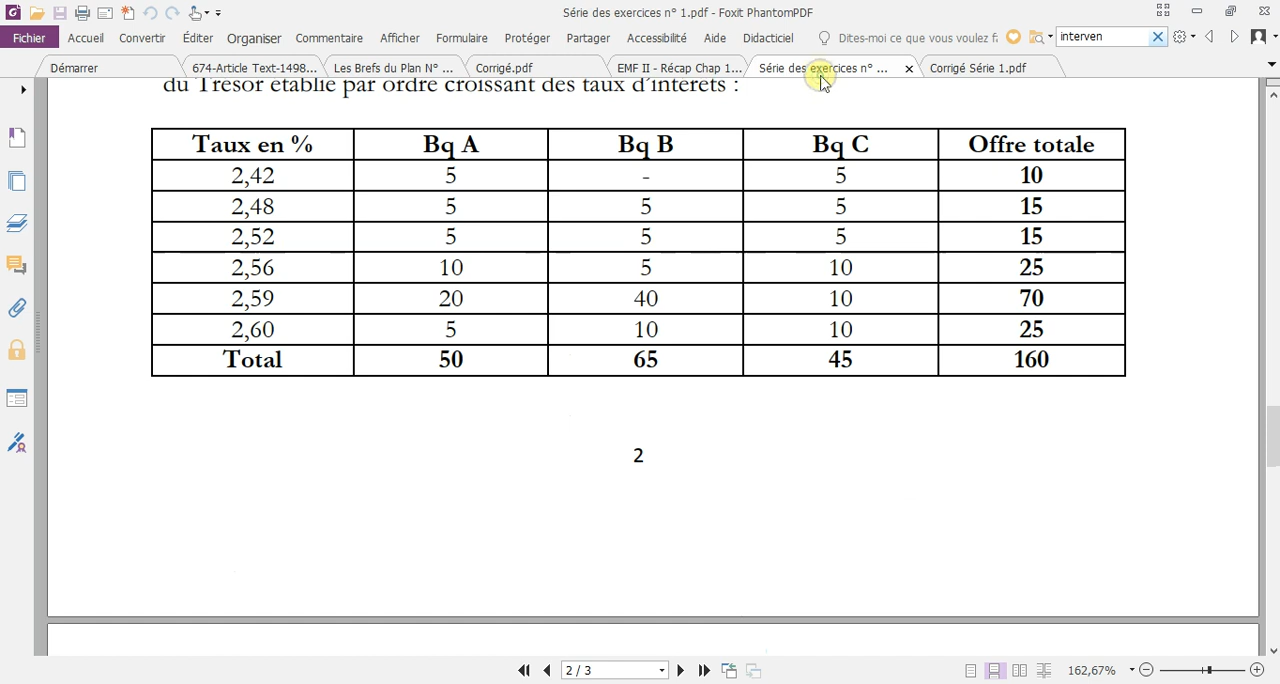 Série des exercices n° 1.pdf - Foxit PhantomPDF
Fichier Accueil Convertir Éditer Organiser Commentaire Afficher Formulaire Protéger Partager Accessibilité Aide Didacticiel Dites-moi ce que vous voulez f. interven
Démarrer 674-Article Text-1498... Les Brefs du Plan N° ... Corrigé.pdf EMF II - Récap Chap 1... Série des exercices n° ... Corrigé Série 1.pdf
du Trésor établie par ordre croissant des taux d'intérêts :
Taux en % Bq A Bq B Bq C Offre totale
2,42 5 - 5 10
2,48 5 5 5 15
2,52 5 5 5 15
2,56 10 5 10 25
2,59 20 40 10 70
2,60 5 10 10 25
Total 50 65 45 160
2
2 / 3 162,67%